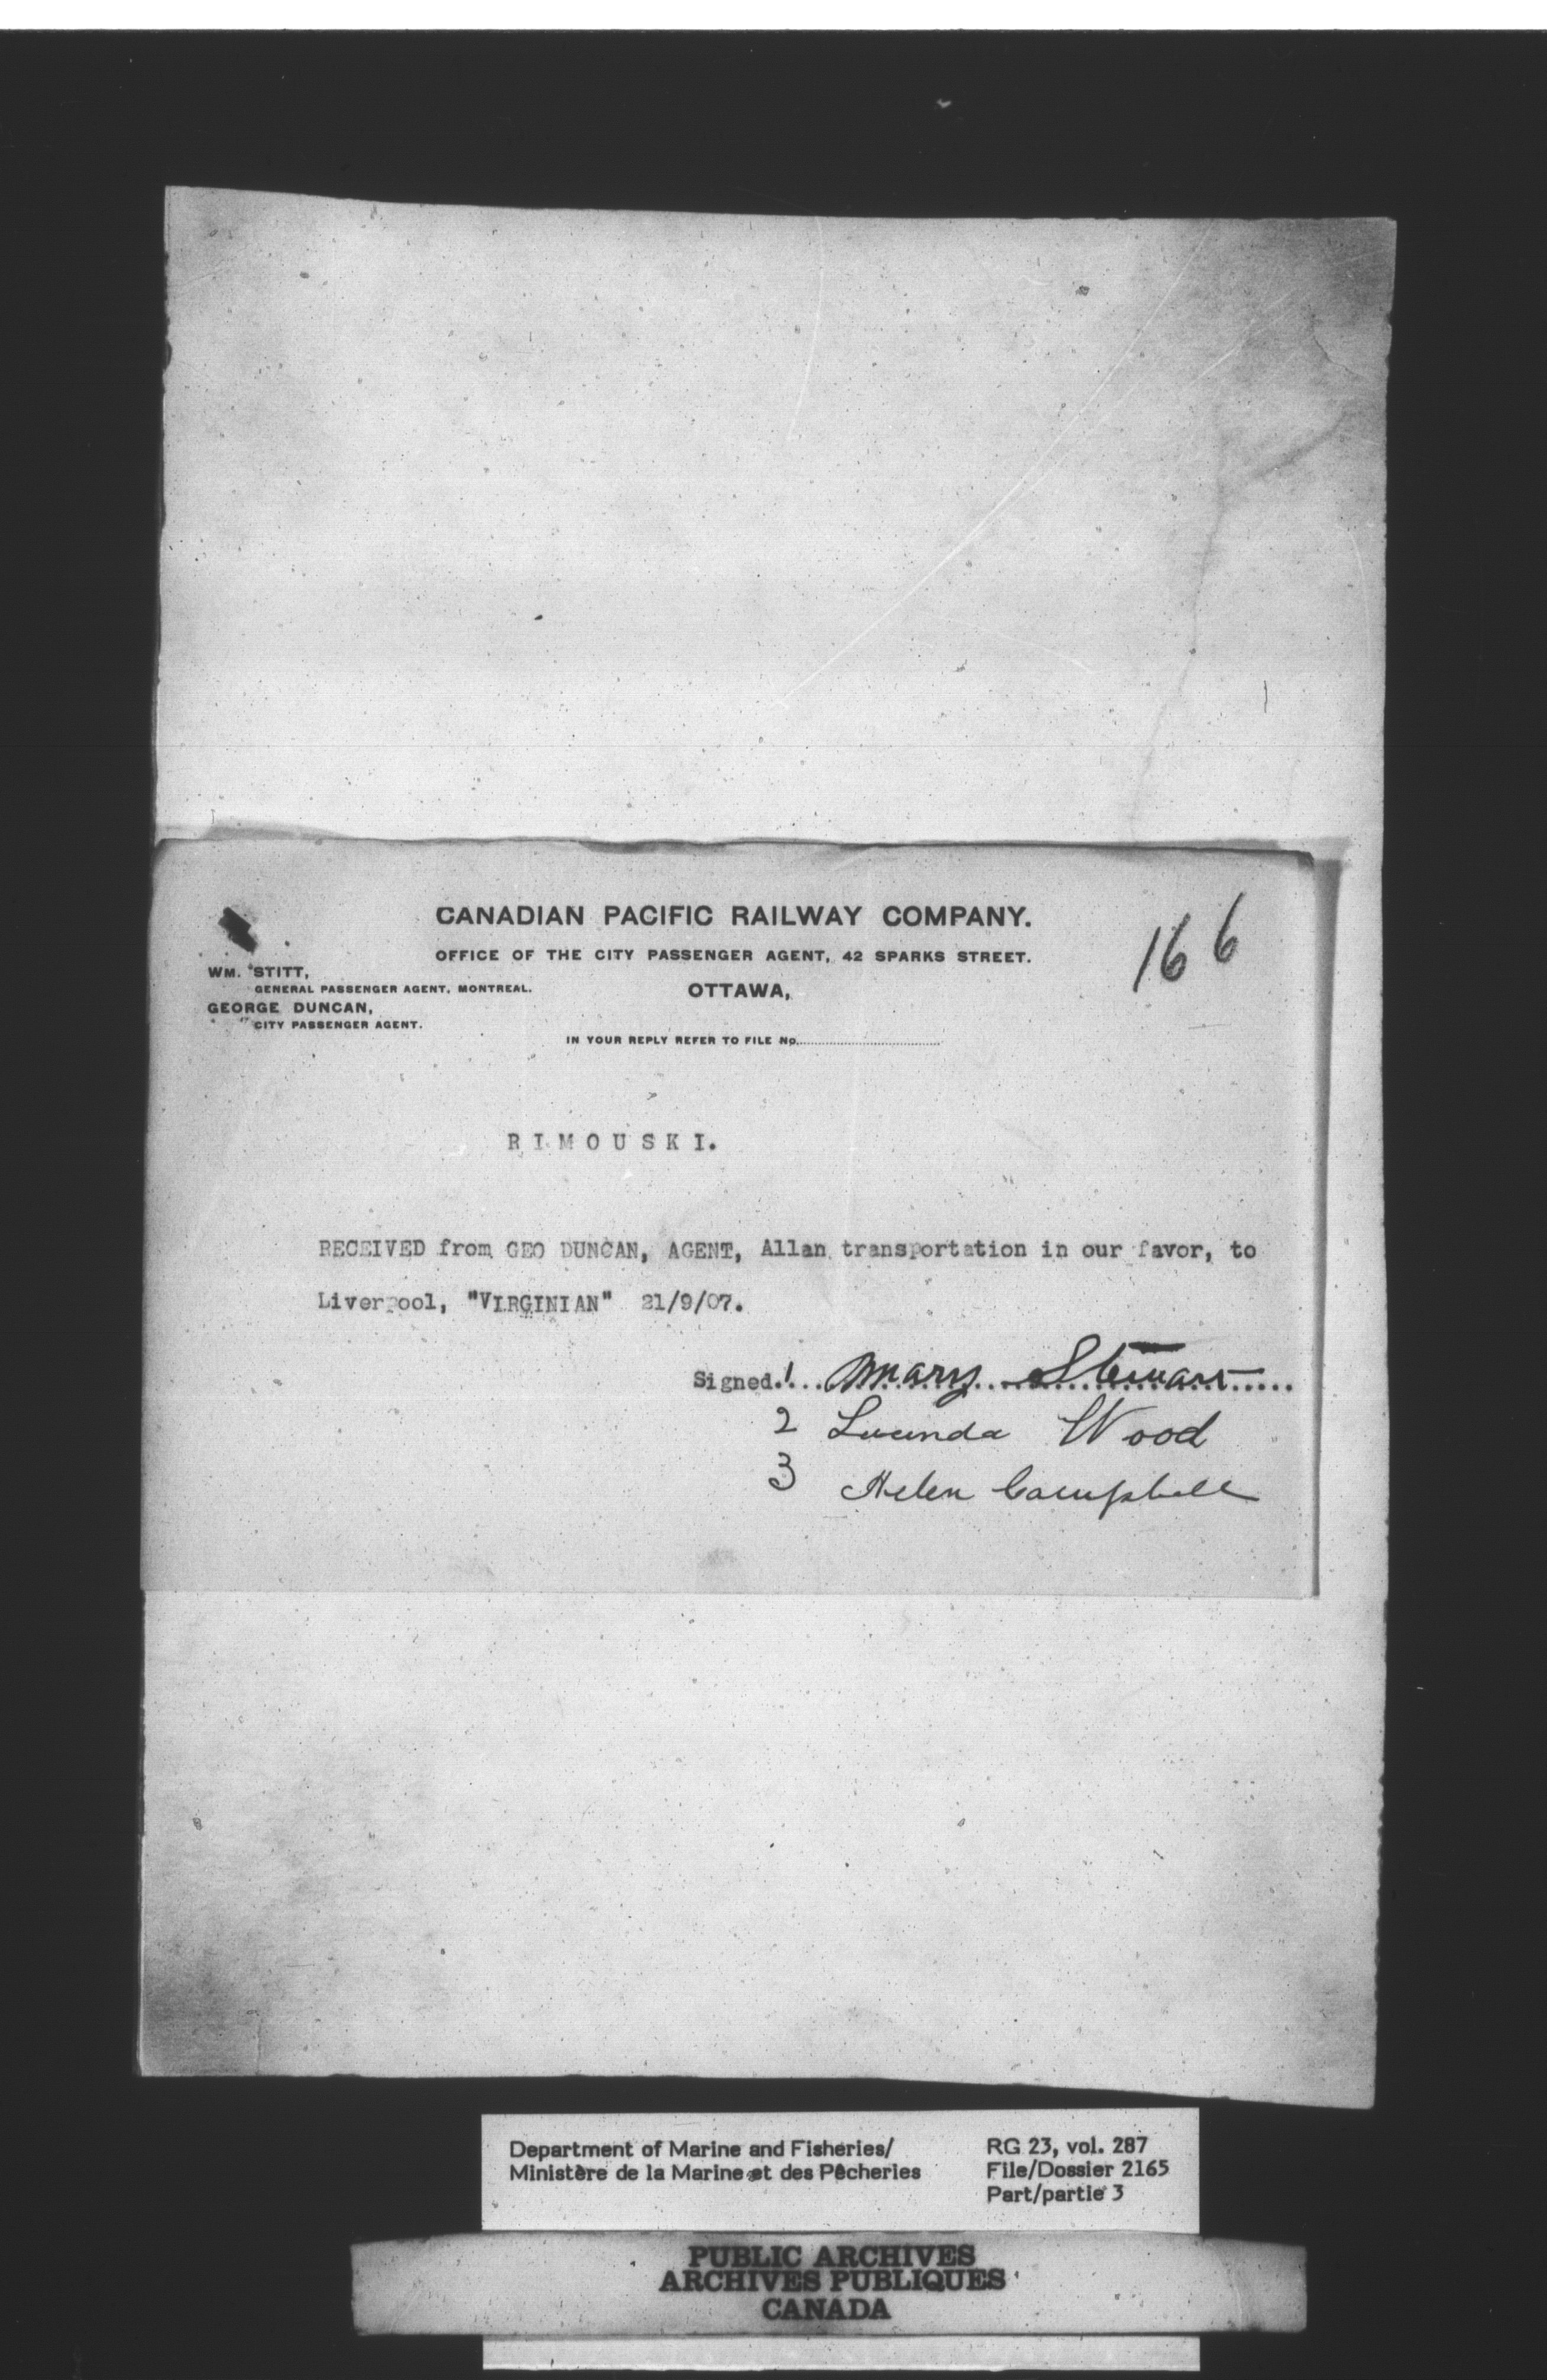 CANADIAN PACIFIC RAILWAY COMPANY.
OFFICE OF THE CITY PASSENGER AGENT, 42 SPARKS STREET.
166
WM. STITT,
GENERAL PASSENGER AGENT, MONTREAL.
OTTAWA,
GEORGE DUNCAN,
CITY PASSENGER AGENT.
IN YOUR REPLY REFER TO FILE No.
RIMOUSKI.
RECEIVED from GEO DUNCAN, AGENT, Allan transportation in our favor, to
Liverpool, "VIRGINIAN" 21/9/07.
Signed. 1 Mary Stewart
2 Lucinda Wood
3 Helen Campbell
Department of Marine and Fisheries/
Ministère de la Marine et des Pêcheries
RG 23, vol. 287
File/Dossier 2165
Part/partie 3
PUBLIC ARCHIVES
ARCHIVES PUBLIQUES
CANADA